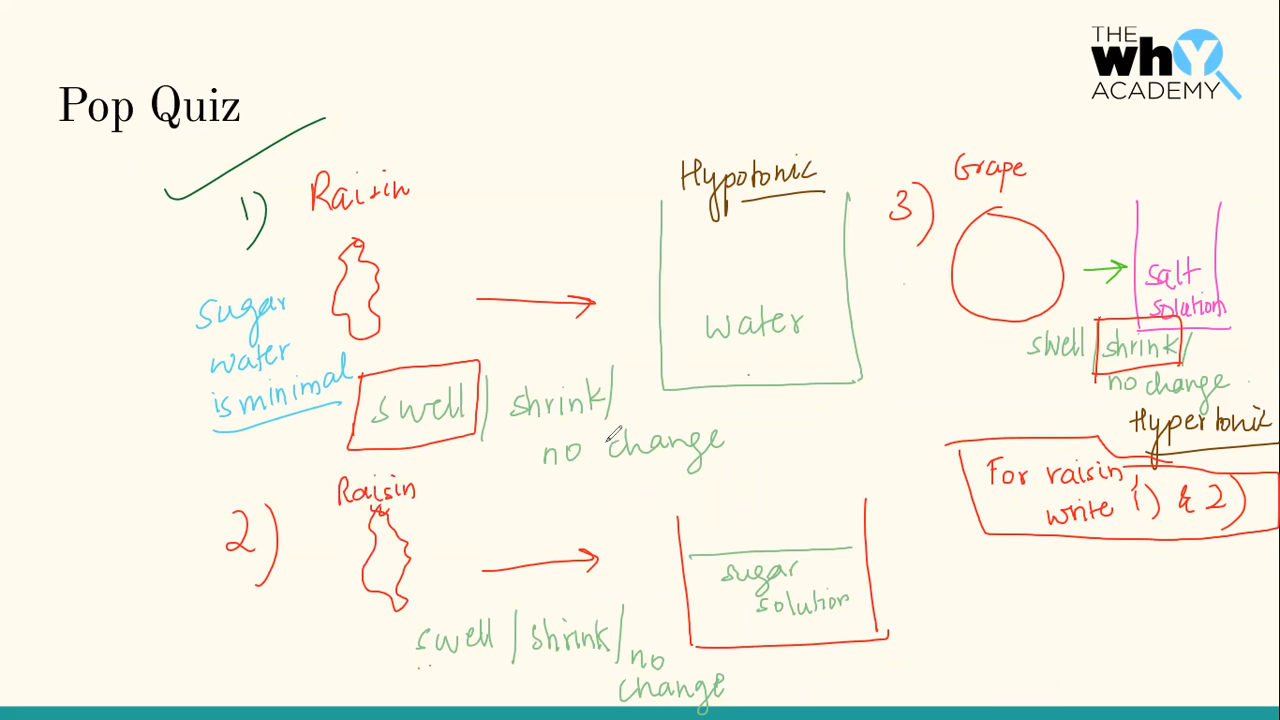 THE
whY
ACADEMY
Pop Quiz
1)
Raisin
sugar
water
is minimal
swell / shrink /
no change
Hypotonic
water
3)
Grape
salt
solution
swell / shrink /
no change
Hypertonic
For raisin,
write 1) & 2)
2)
Raisin
sugar
solution
swell / shrink / no
change